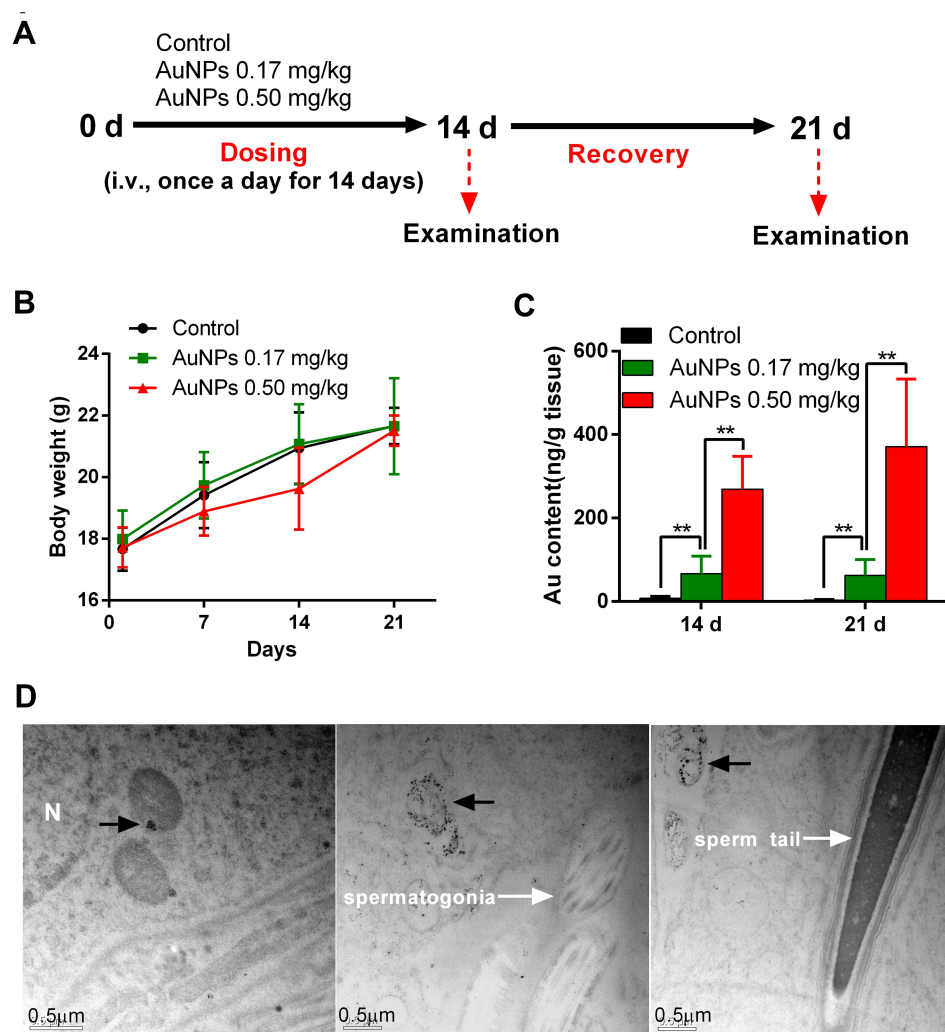 A
Control
AuNPs 0.17 mg/kg
AuNPs 0.50 mg/kg
0 d
14 d
21 d
Dosing
Recovery
(i.v., once a day for 14 days)
Examination
Examination
B
Control
AuNPs 0.17 mg/kg
AuNPs 0.50 mg/kg
Body weight (g)
24
22
20
18
16
0
7
14
21
Days
C
Control
AuNPs 0.17 mg/kg
AuNPs 0.50 mg/kg
Au content(ng/g tissue)
600
400
200
0
**
**
**
**
14 d
21 d
D
N
0.5μm
spermatogonia
0.5μm
sperm tail
0.5μm